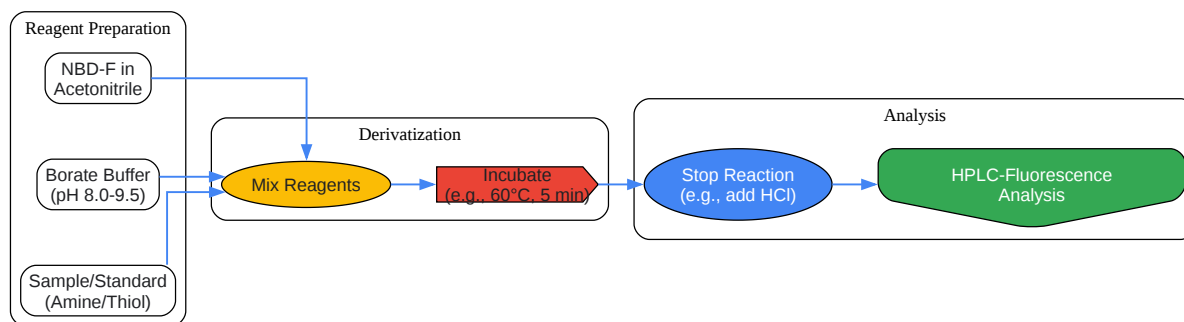 Reagent Preparation
NBD-F in
Acetonitrile
Borate Buffer
(pH 8.0-9.5)
Sample/Standard
(Amine/Thiol)
Derivatization
Mix Reagents
Incubate
(e.g., 60°C, 5 min)
Analysis
Stop Reaction
(e.g., add HCl)
HPLC-Fluorescence
Analysis